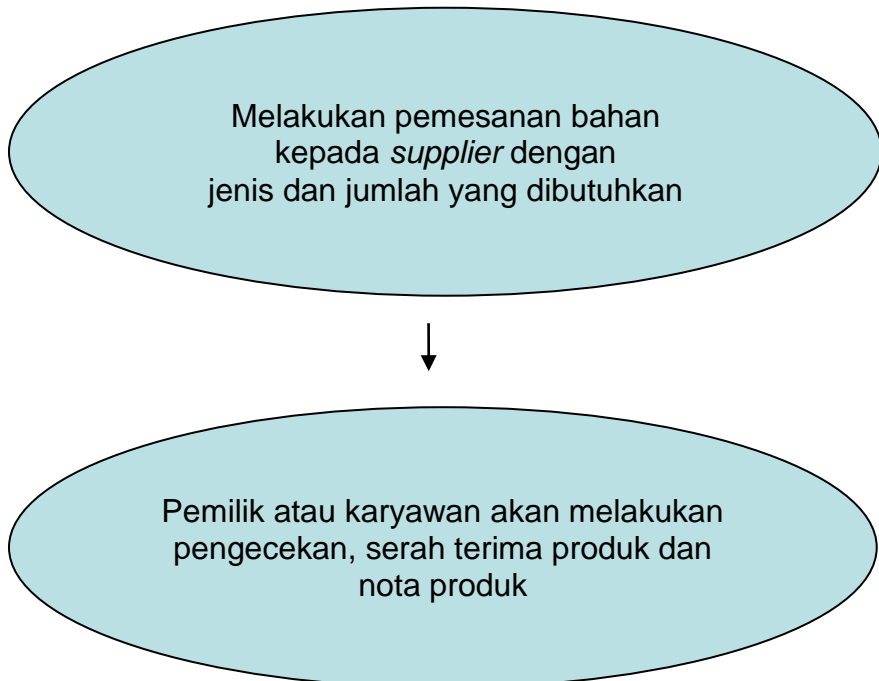 Melakukan pemesanan bahan
kepada supplier dengan
jenis dan jumlah yang dibutuhkan
Pemilik atau karyawan akan melakukan
pengecekan, serah terima produk dan
nota produk